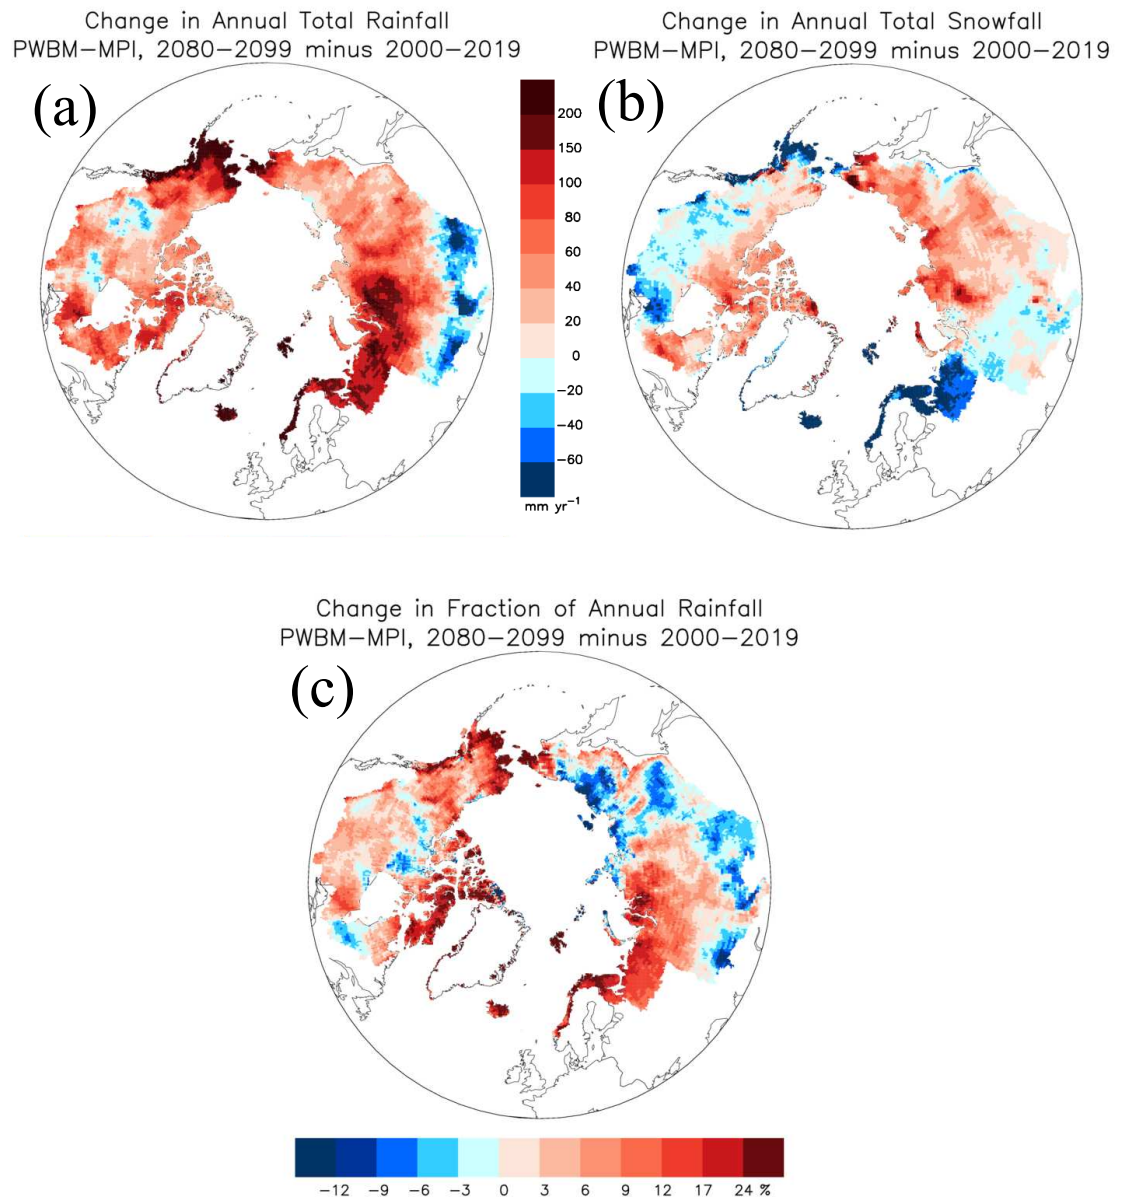 Change in Annual Total Rainfall
PWBM-MPI, 2080-2099 minus 2000-2019
(a)
Change in Annual Total Snowfall
PWBM-MPI, 2080-2099 minus 2000-2019
(b)
200
150
100
80
60
40
20
0
-20
-40
-60
mm yr-1
Change in Fraction of Annual Rainfall
PWBM-MPI, 2080-2099 minus 2000-2019
(c)
-12 -9 -6 -3 0 3 6 9 12 17 24 %